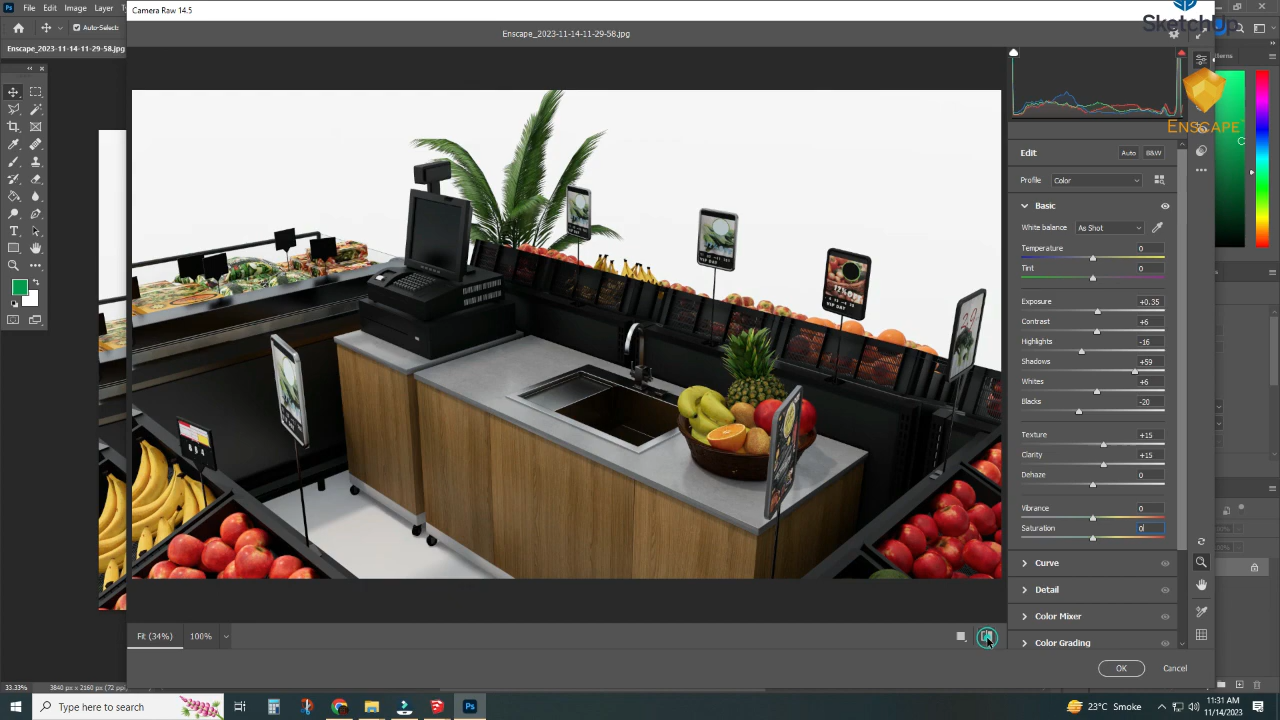 Camera Raw 14.5
File Edit Image Layer
Auto-Select:
SketchUp
Enscape_2023-11-14-11-29-58.jpg
Enscape_2023-11-14-11-29-58.jpg
ENSCAPE
Edit
Auto B&W
Profile Color
Basic
White balance As Shot
Temperature 0
Tint 0
Exposure +0.35
Contrast +6
Highlights -16
Shadows +59
Whites +6
Blacks -20
Texture +15
Clarity +15
Dehaze 0
Vibrance 0
Saturation 0
Curve
Detail
Color Mixer
Color Grading
Fit (34%) 100%
OK Cancel
33.33% 3840 px x 2160 px (72 ppi)
Type here to search
23°C Smoke
11:31 AM
11/14/2023